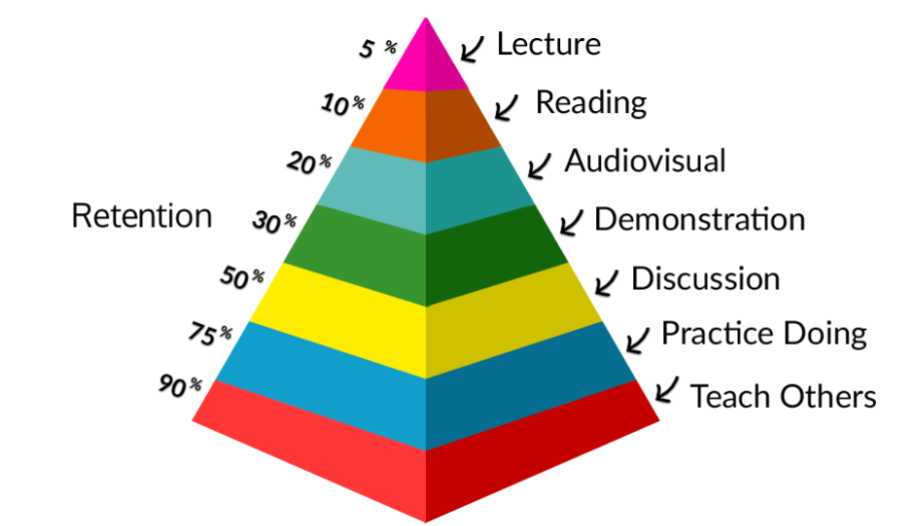 5 % Lecture
10% Reading
20% Audiovisual
Retention 30% Demonstration
50% Discussion
75% Practice Doing
90% Teach Others